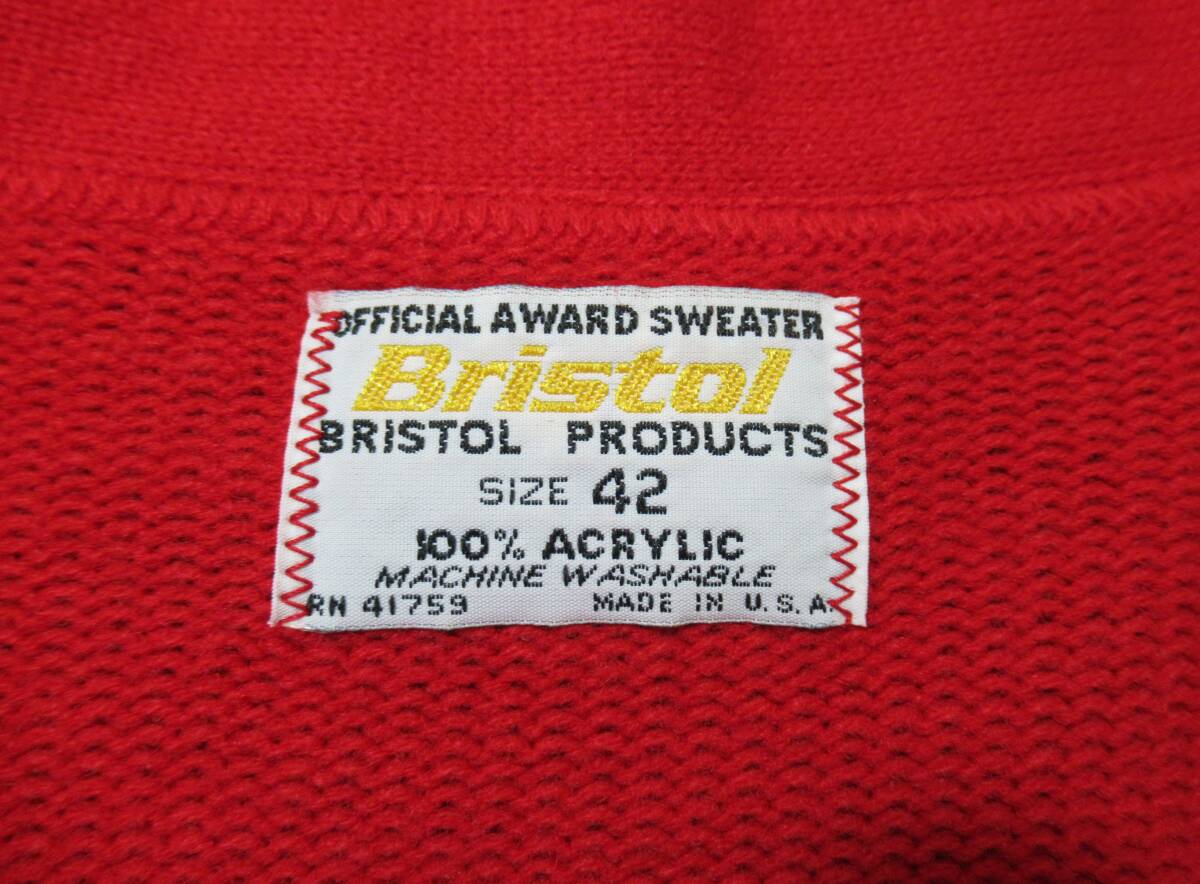 OFFICIAL AWARD SWEATER
Bristol
BRISTOL PRODUCTS
SIZE 42
100% ACRYLIC
MACHINE WASHABLE
RN 41759 MADE IN U.S.A.